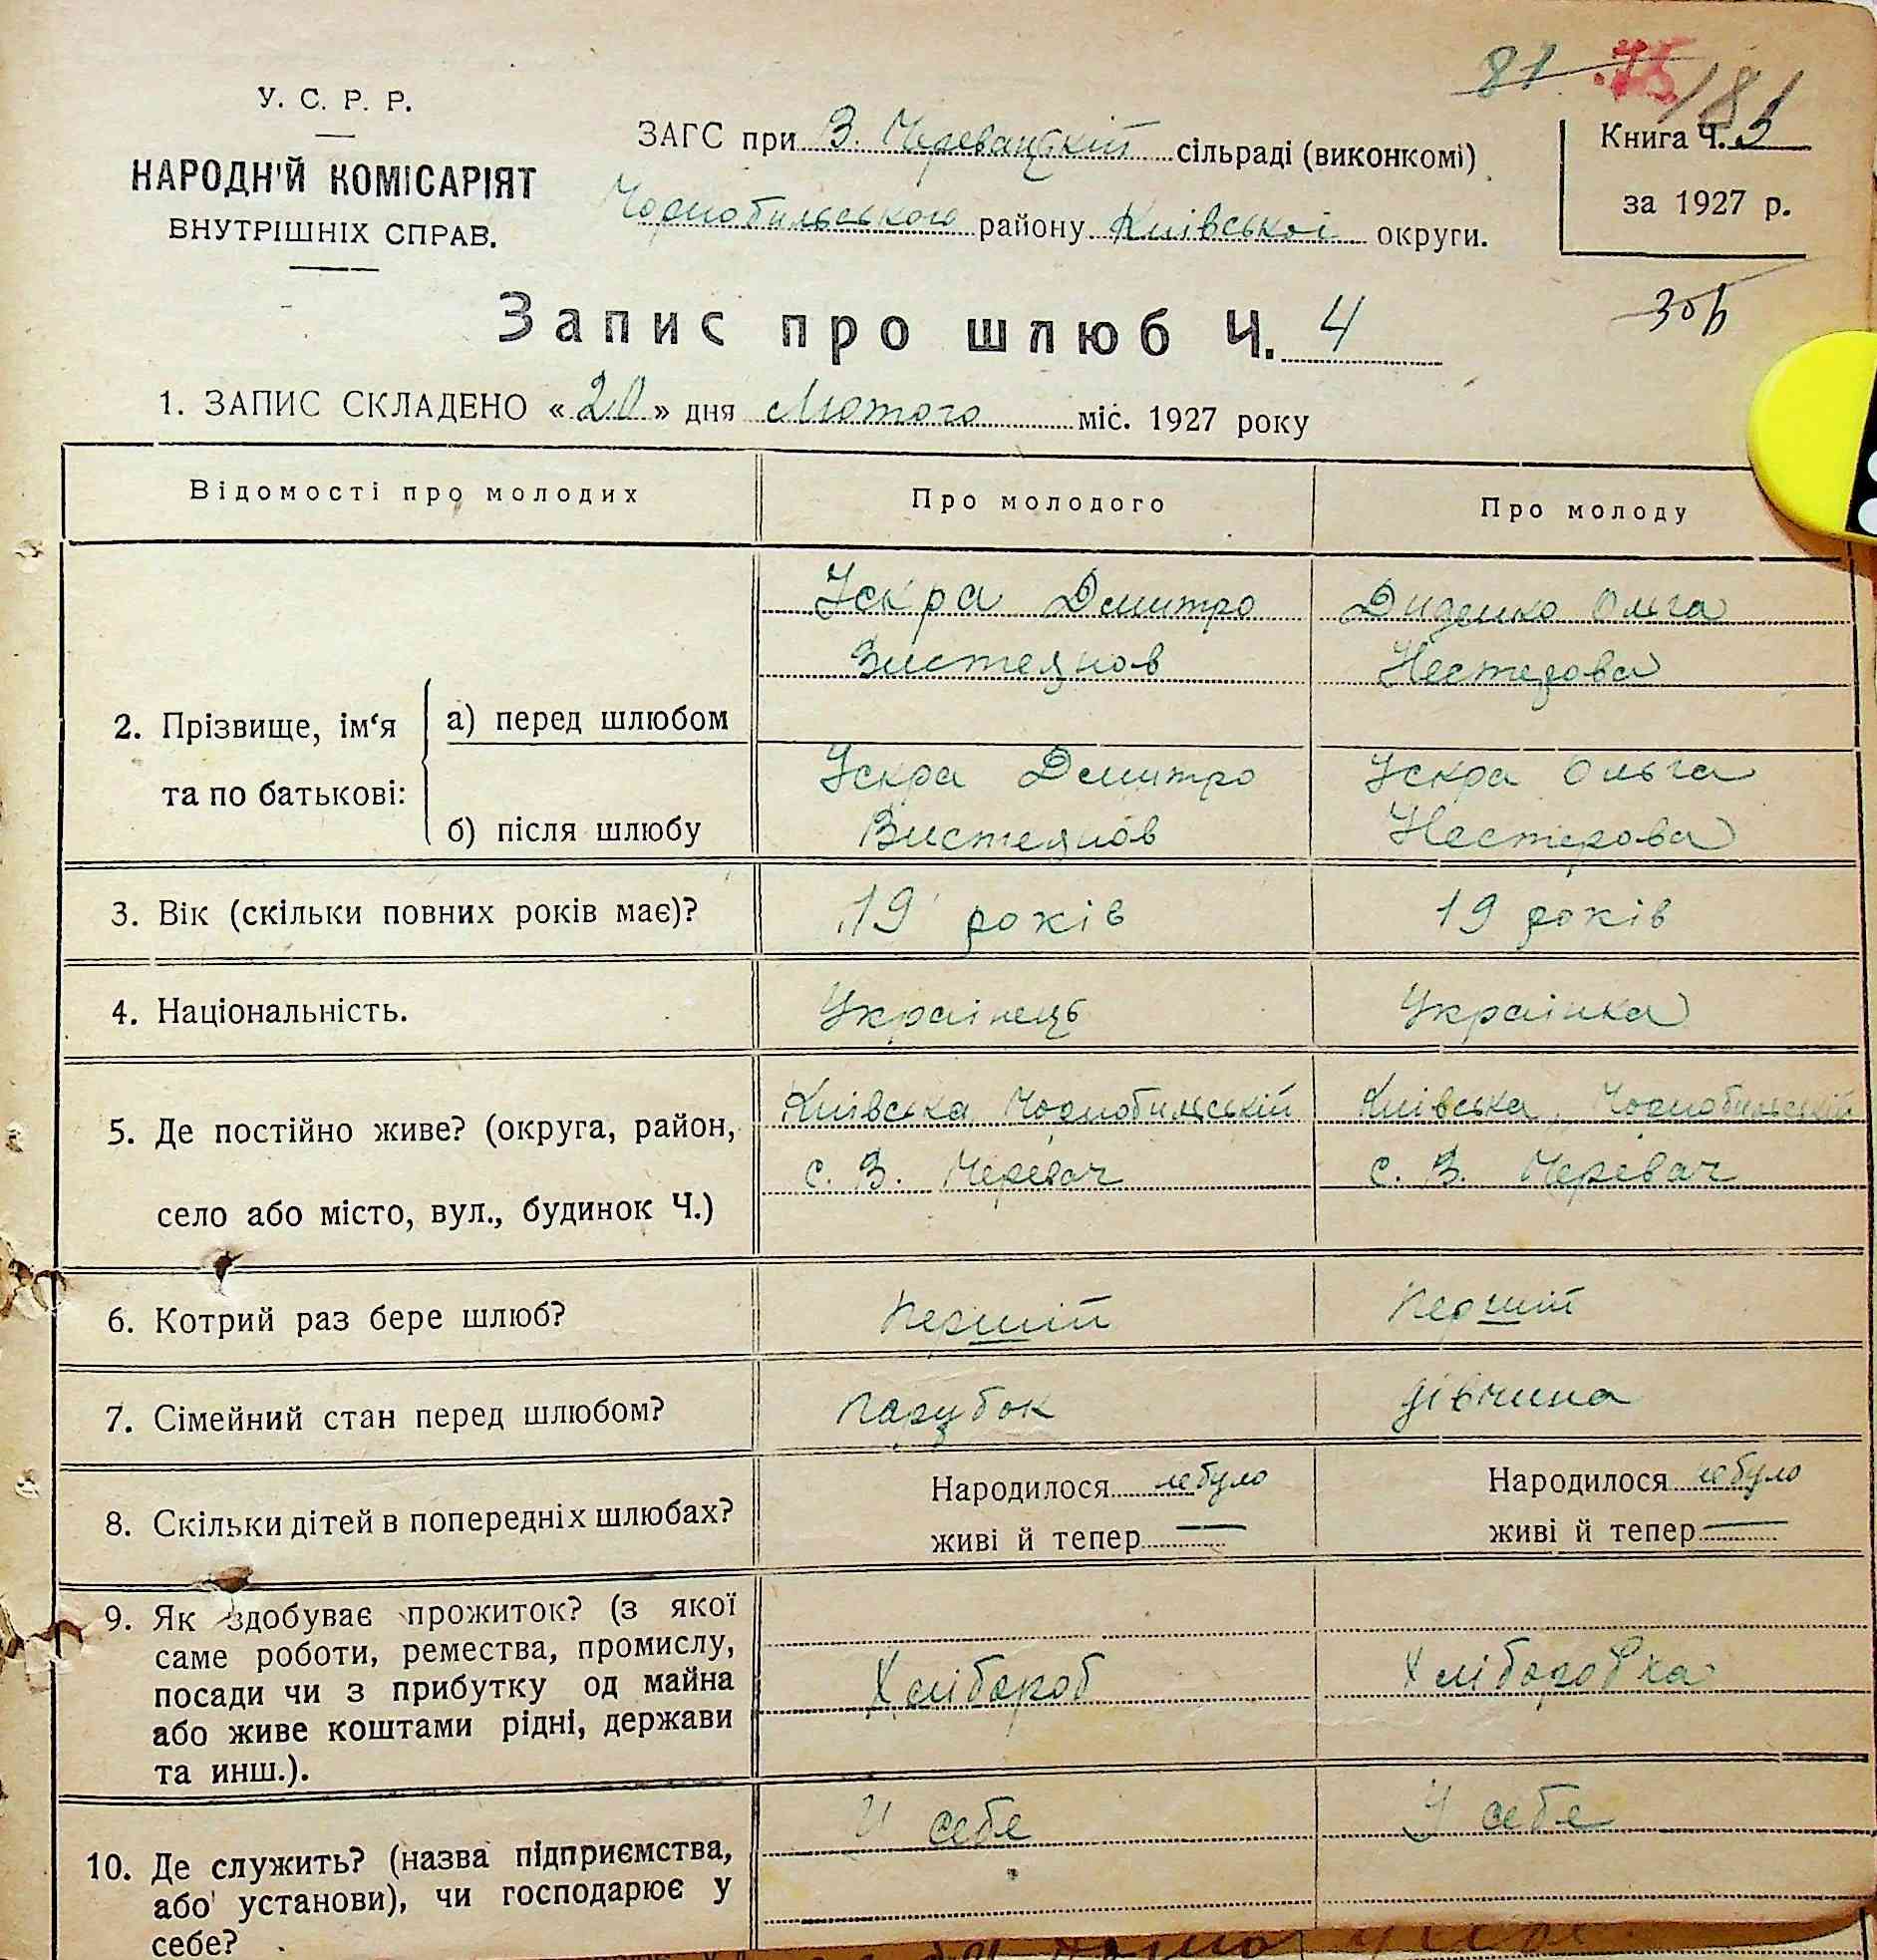 81 75 181
У. С. Р. Р.
НАРОДН'Й КОМІСАРІЯТ
ВНУТРІШНІХ СПРАВ.
ЗАГС при В. Черевацькій сільраді (виконкомі)
Чорнобильського району Київської округи.
Книга Ч. 3
за 1927 р.
Запис про шлюб Ч. 4
1. ЗАПИС СКЛАДЕНО «20» дня Лютого міс. 1927 року
Відомості про молодих
Про молодого
Про молоду
2. Прізвище, ім'я
та по батькові:
а) перед шлюбом
Іскра Дмитро
Диденко Ольга
Нестерова
б) після шлюбу
Іскра Дмитро
Іскра Ольга
Нестерова
3. Вік (скільки повних років має)?
19 років
19 років
4. Національність.
Українець
Українка
5. Де постійно живе? (округа, район,
село або місто, вул., будинок Ч.)
Київська Чорнобильській
с. В. Черевач
Київська, Чорнобильській
с. В. Черевач
6. Котрий раз бере шлюб?
Першій
Першій
7. Сімейний стан перед шлюбом?
парубок
дівчина
8. Скільки дітей в попередніх шлюбах?
Народилося не було
живі й тепер —
Народилося не було
живі й тепер —
9. Як здобуває прожиток? (з якої
саме роботи, ремества, промислу,
посади чи з прибутку од майна
або живе коштами рідні, держави
та инш.).
Хлібороб
Хліборобка
10. Де служить? (назва підприємства,
або установи), чи господарює у
себе?
У себе
У себе